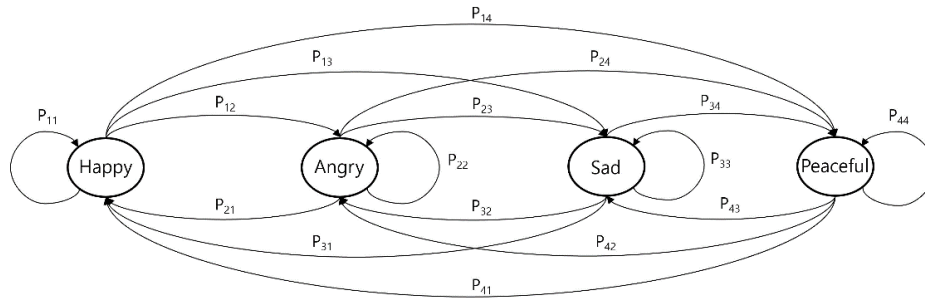 P14
P13
P24
P11
P12
P23
P34
P44
Happy
Angry
P22
Sad
P33
Peaceful
P21
P32
P43
P31
P42
P41